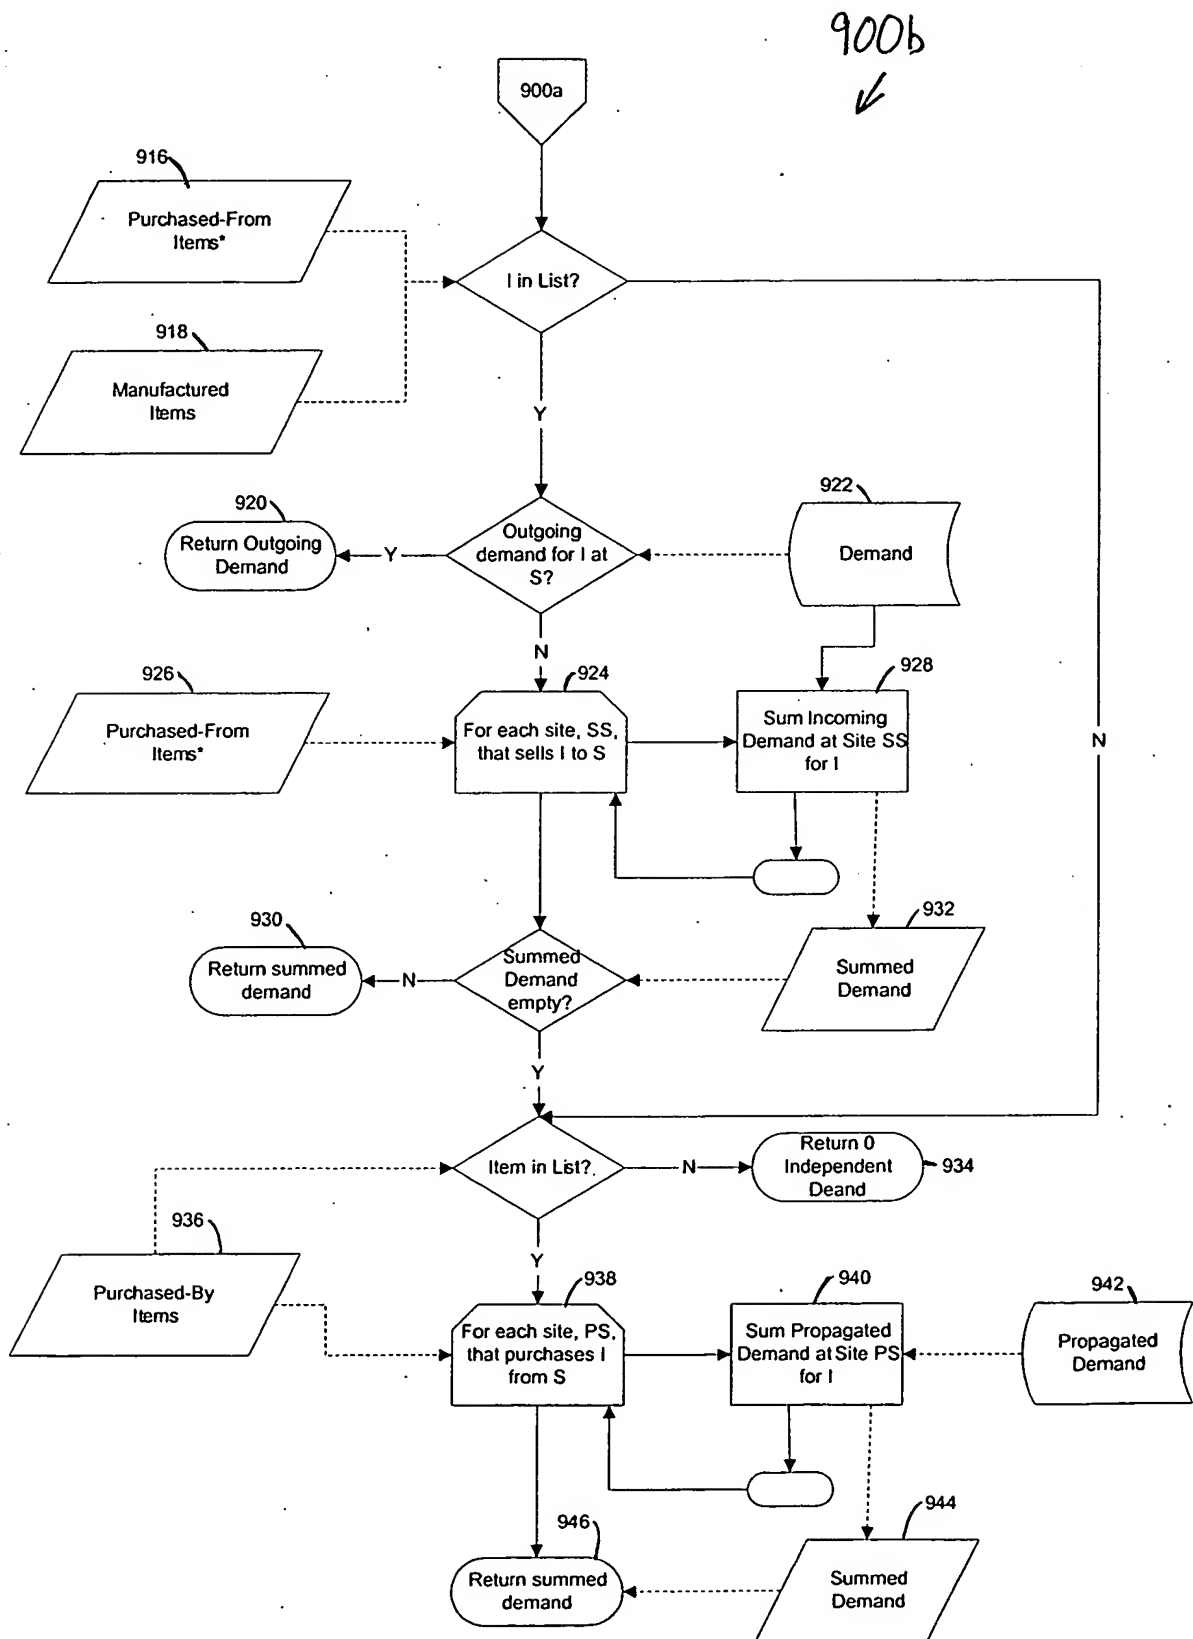 900b
900a
916
Purchased-From
Items*
I in List?
918
Manufactured
Items
Y
920
Return Outgoing
Demand
Y
Outgoing
demand for I at
S?
922
Demand
N
926
Purchased-From
Items*
924
For each site, SS,
that sells I to S
928
Sum Incoming
Demand at Site SS
for I
N
930
Return summed
demand
N
Summed
Demand
empty?
932
Summed
Demand
Y
Item in List?
N
Return 0
Independent
Deand
934
936
Purchased-By
Items
Y
938
For each site, PS,
that purchases I
from S
940
Sum Propagated
Demand at Site PS
for I
942
Propagated
Demand
946
Return summed
demand
944
Summed
Demand